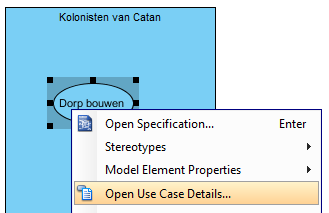 Kolonisten van Catan
Dorp bouwen
Open Specification... Enter
Stereotypes
Model Element Properties
Open Use Case Details...